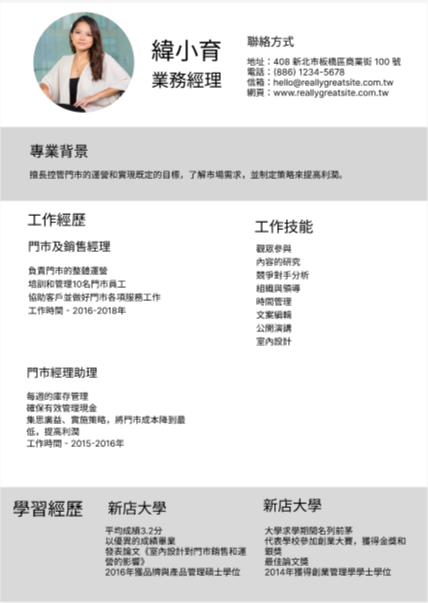 緯小育
業務經理
聯絡方式
地址：408 新北市板橋區商業街 100 號
電話：(886) 1234-5678
信箱：hello@reallygreatsite.com.tw
網頁：www.reallygreatsite.com.tw
專業背景
擅長控管門市的營運和實現既定的目標，了解市場需求，並制定策略來提高利潤。
工作經歷
門市及銷售經理
負責門市的整體運營
培訓和管理10名門市員工
協助客戶並做好門市各項服務工作
工作時間 - 2016-2018年
門市經理助理
每週的庫存管理
確保有效管理現金
集思廣益、實施策略，將門市成本降到最
低，提高利潤
工作時間 - 2015-2016年
工作技能
觀眾參與
內容的研究
競爭對手分析
組織與領導
時間管理
文案編輯
公開演講
室內設計
學習經歷
新店大學
平均成績3.2分
以優異的成績畢業
發表論文《室內設計對門市銷售和運
營的影響》
2016年獲品牌與產品管理碩士學位
新店大學
大學求學期間名列前茅
代表學校參加創業大賽，獲得金獎和
銀獎
最佳論文獎
2014年獲得創業管理學學士學位